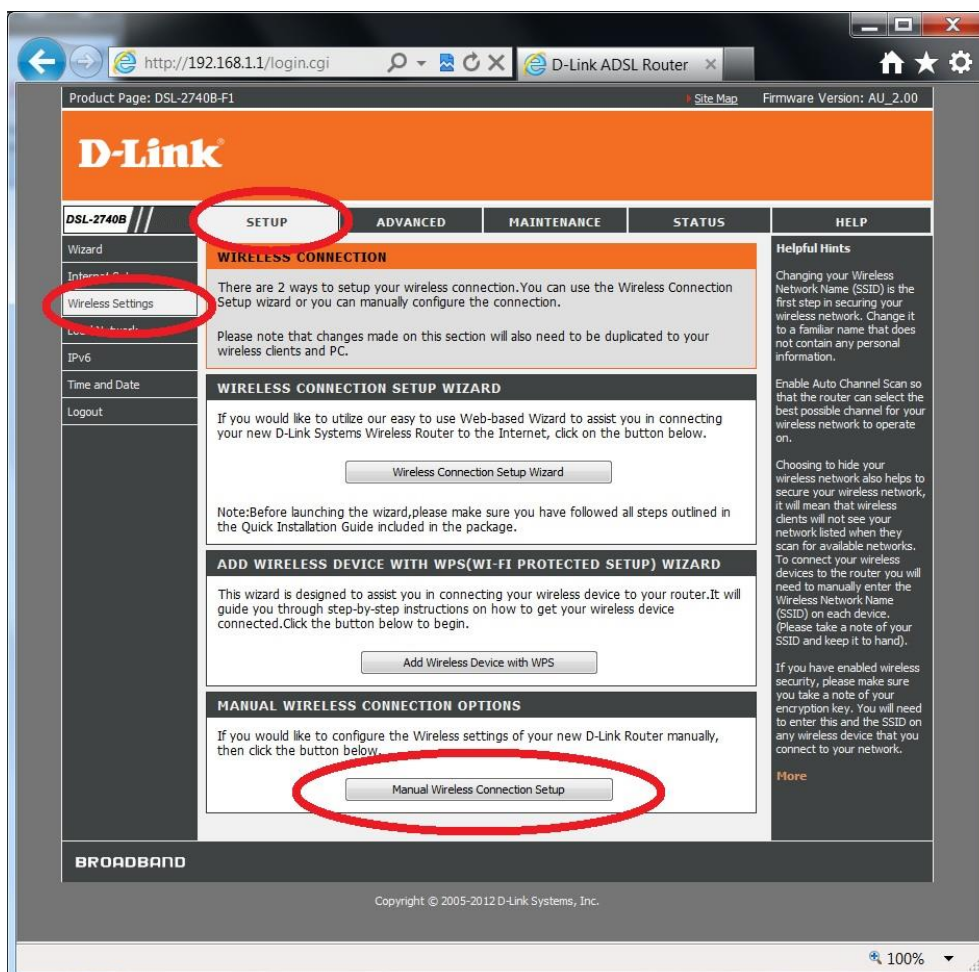 http://192.168.1.1/login.cgi
D-Link ADSL Router
Product Page: DSL-2740B-F1
Site Map
Firmware Version: AU_2.00
D-Link
DSL-2740B
SETUP
ADVANCED
MAINTENANCE
STATUS
HELP
Wizard
Wireless Settings
IPv6
Time and Date
Logout
WIRELESS CONNECTION
There are 2 ways to setup your wireless connection.You can use the Wireless Connection
Setup wizard or you can manually configure the connection.
Please note that changes made on this section will also need to be duplicated to your
wireless clients and PC.
WIRELESS CONNECTION SETUP WIZARD
If you would like to utilize our easy to use Web-based Wizard to assist you in connecting
your new D-Link Systems Wireless Router to the Internet, click on the button below.
Wireless Connection Setup Wizard
Note:Before launching the wizard,please make sure you have followed all steps outlined in
the Quick Installation Guide included in the package.
ADD WIRELESS DEVICE WITH WPS(WI-FI PROTECTED SETUP) WIZARD
This wizard is designed to assist you in connecting your wireless device to your router.It will
guide you through step-by-step instructions on how to get your wireless device
connected.Click the button below to begin.
Add Wireless Device with WPS
MANUAL WIRELESS CONNECTION OPTIONS
If you would like to configure the Wireless settings of your new D-Link Router manually,
then click the button below.
Manual Wireless Connection Setup
Helpful Hints
Changing your Wireless
Network Name (SSID) is the
first step in securing your
wireless network. Change it
to a familiar name that does
not contain any personal
information.
Enable Auto Channel Scan so
that the router can select the
best possible channel for your
wireless network to operate
on.
Choosing to hide your
wireless network also helps to
secure your wireless network,
it will mean that wireless
clients will not see your
network listed when they
scan for available networks.
To connect your wireless
devices to the router you will
need to manually enter the
Wireless Network Name
(SSID) on each device.
(Please take a note of your
SSID and keep it to hand).
If you have enabled wireless
security, please make sure
you take a note of your
encryption key. You will need
to enter this and the SSID on
any wireless device that you
connect to your network.
More
BROADBAND
Copyright © 2005-2012 D-Link Systems, Inc.
100%